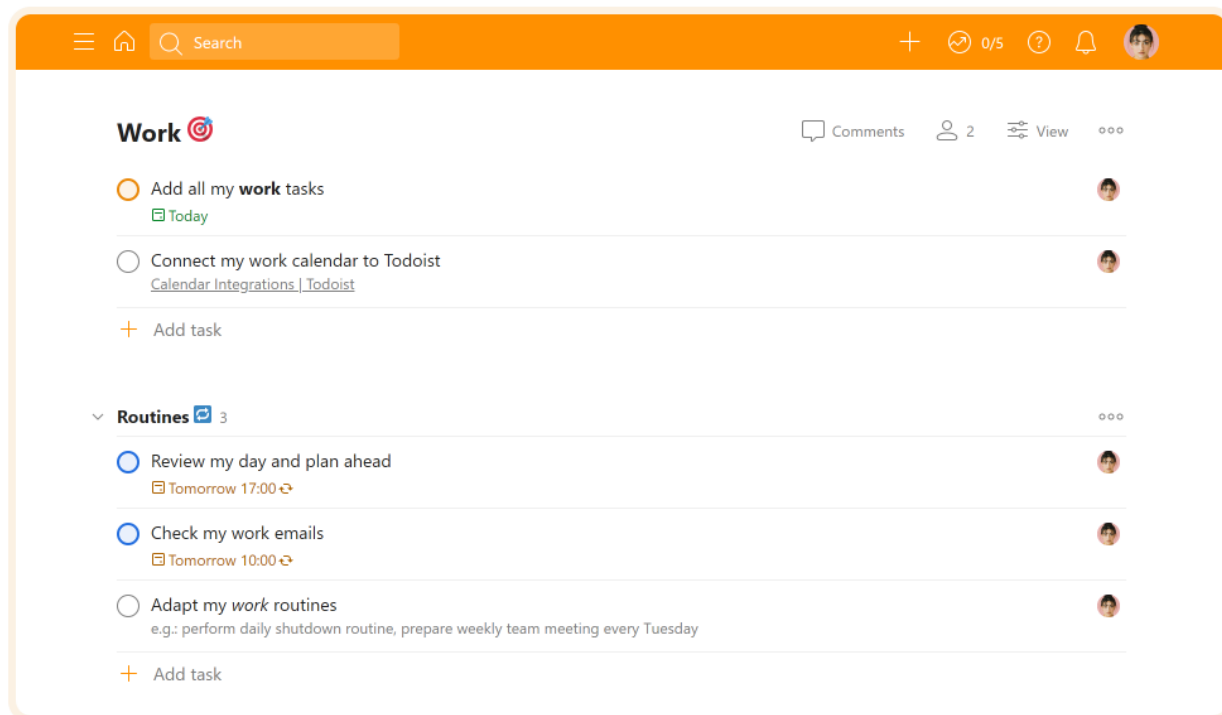 Search
0/5
Work
Comments
2
View
Add all my work tasks
Today
Connect my work calendar to Todoist
Calendar Integrations | Todoist
Add task
Routines 3
Review my day and plan ahead
Tomorrow 17:00
Check my work emails
Tomorrow 10:00
Adapt my work routines
e.g.: perform daily shutdown routine, prepare weekly team meeting every Tuesday
Add task